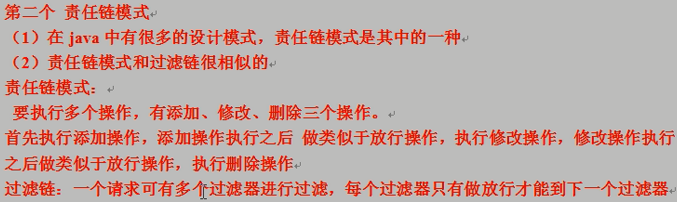 第二个 责任链模式
（1）在 java 中有很多的设计模式，责任链模式是其中的一种
（2）责任链模式和过滤链很相似的
责任链模式：
要执行多个操作，有添加、修改、删除三个操作。
首先执行添加操作，添加操作执行之后 做类似于放行操作，执行修改操作，修改操作执行
之后做类似于放行操作，执行删除操作
过滤链：一个请求可有多个过滤器进行过滤，每个过滤器只有做放行才能到下一个过滤器